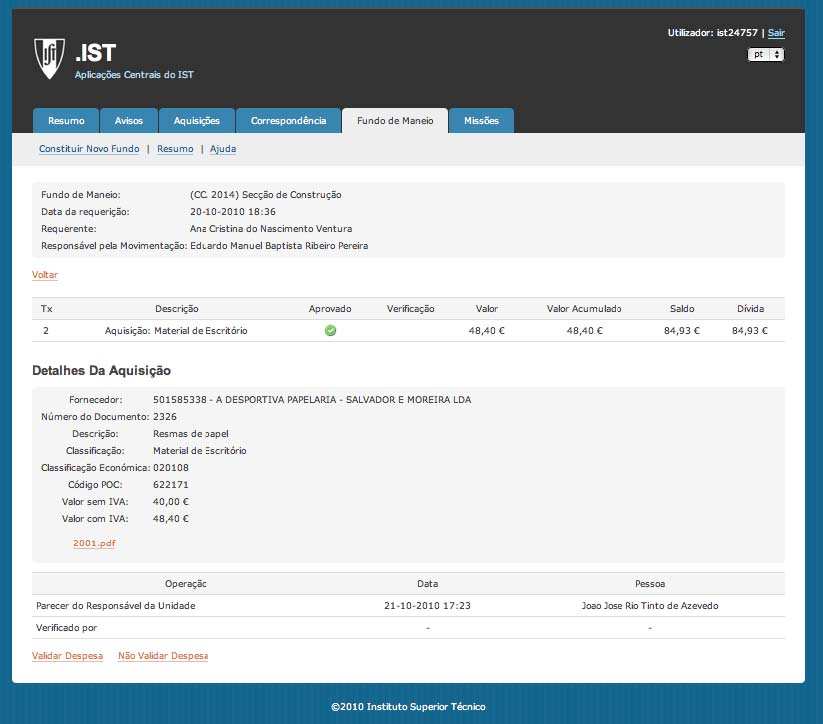 Utilizador: ist24757 | Sair
.IST
pt
Aplicações Centrais do IST
Resumo Avisos Aquisições Correspondência Fundo de Maneio Missões
Constituir Novo Fundo | Resumo | Ajuda
Fundo de Maneio: (CC. 2014) Secção de Construção
Data da requerição: 20-10-2010 18:36
Requerente: Ana Cristina do Nascimento Ventura
Responsável pela Movimentação: Eduardo Manuel Baptista Ribeiro Pereira
Voltar
Tx Descrição Aprovado Verificação Valor Valor Acumulado Saldo Dívida
2 Aquisição: Material de Escritório 48,40 € 48,40 € 84,93 € 84,93 €
Detalhes Da Aquisição
Fornecedor: 501585338 - A DESPORTIVA PAPELARIA - SALVADOR E MOREIRA LDA
Número do Documento: 2326
Descrição: Resmas de papel
Classificação: Material de Escritório
Classificação Económica: 020108
Código POC: 622171
Valor sem IVA: 40,00 €
Valor com IVA: 48,40 €
2001.pdf
Operação Data Pessoa
Parecer do Responsável da Unidade 21-10-2010 17:23 Joao Jose Rio Tinto de Azevedo
Verificado por - -
Validar Despesa Não Validar Despesa
©2010 Instituto Superior Técnico